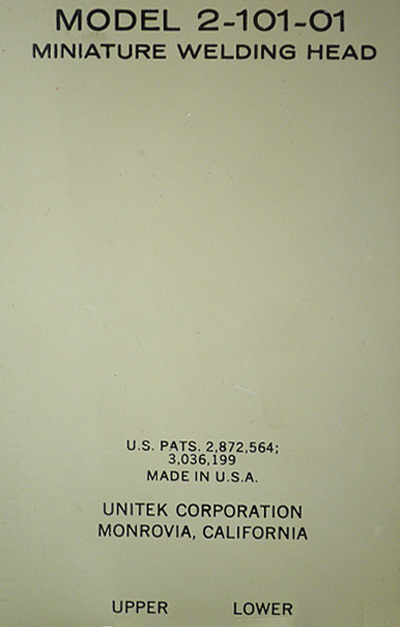 MODEL 2-101-01
MINIATURE WELDING HEAD
U.S. PATS. 2,872,564;
3,036,199
MADE IN U.S.A.
UNITEK CORPORATION
MONROVIA, CALIFORNIA
UPPER LOWER